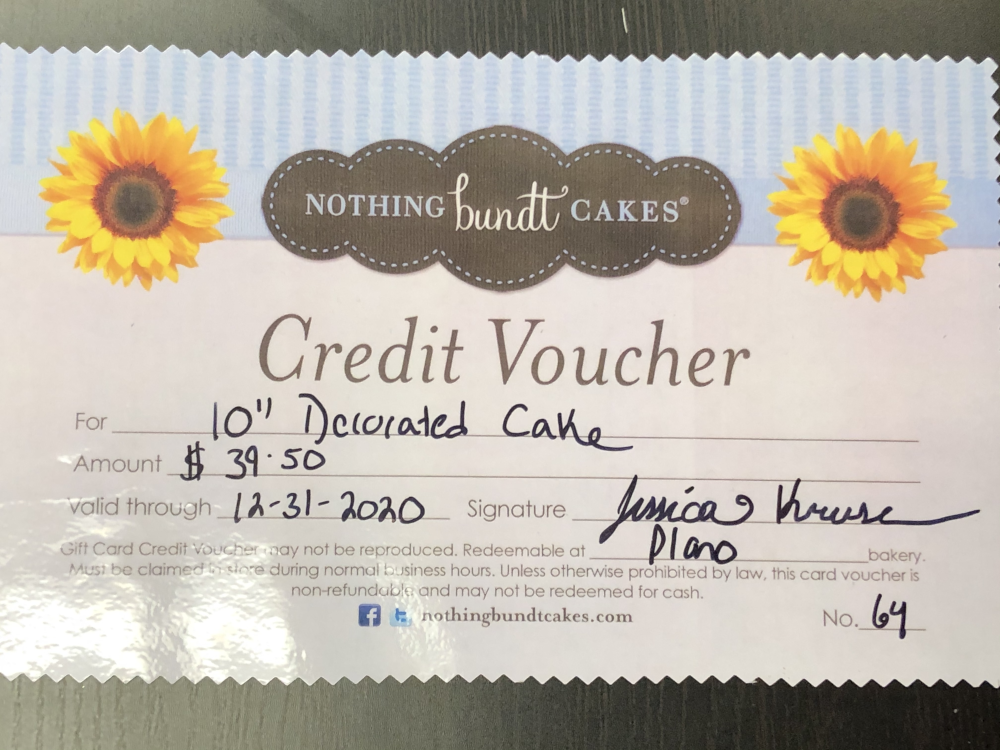 NOTHING bundt CAKES®
Credit Voucher
For 10" Decorated Cake
Amount $ 39.50
Valid through 12-31-2020 Signature Jessica Kruse
Gift Card Credit Voucher may not be reproduced. Redeemable at Plano bakery.
Must be claimed in store during normal business hours. Unless otherwise prohibited by law, this card voucher is
non-refundable and may not be redeemed for cash.
f t nothingbundtcakes.com
No. 64